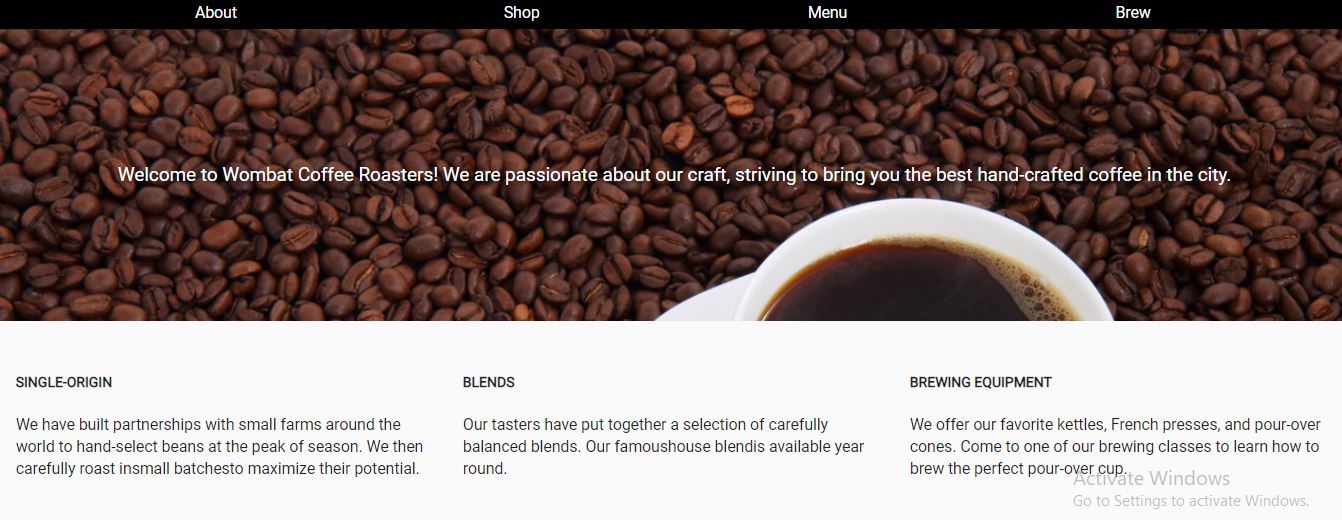 About Shop Menu Brew
Welcome to Wombat Coffee Roasters! We are passionate about our craft, striving to bring you the best hand-crafted coffee in the city.
SINGLE-ORIGIN
We have built partnerships with small farms around the
world to hand-select beans at the peak of season. We then
carefully roast insmall batchesto maximize their potential.
BLENDS
Our tasters have put together a selection of carefully
balanced blends. Our famoushouse blendis available year
round.
BREWING EQUIPMENT
We offer our favorite kettles, French presses, and pour-over
cones. Come to one of our brewing classes to learn how to
brew the perfect pour-over cup.
Activate Windows
Go to Settings to activate Windows.